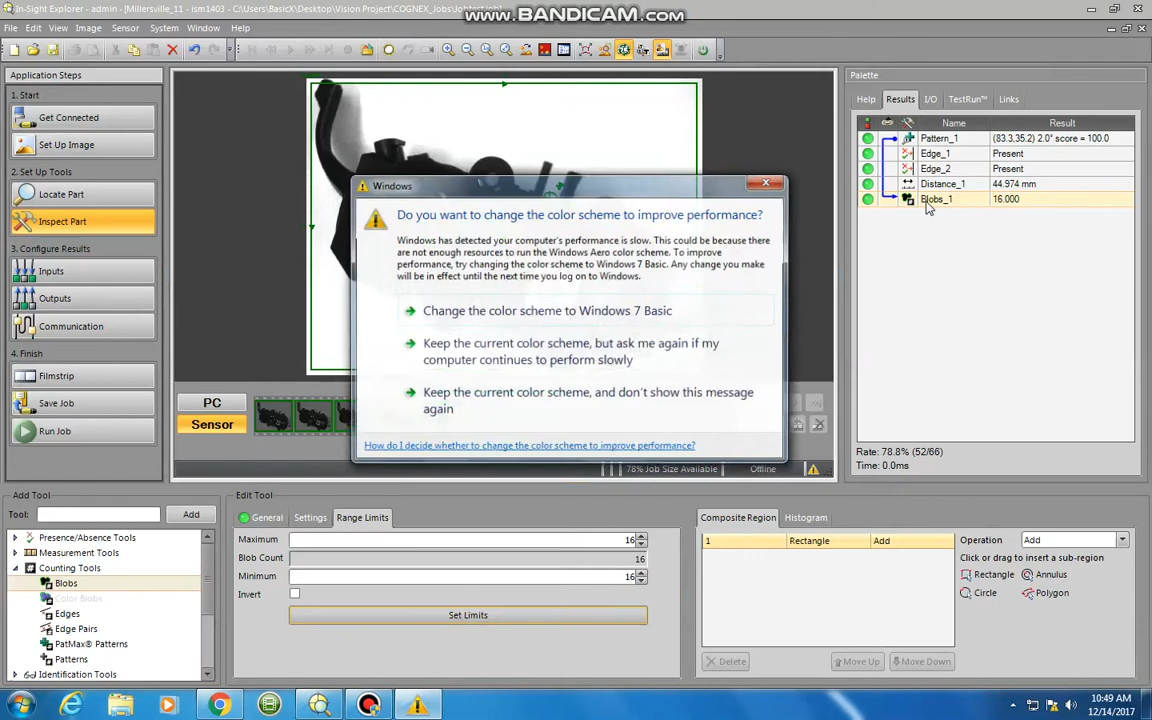 In-Sight Explorer - admin - [Millersville_11 - ism1403 - C:\Users\BasicX\Desktop\Vision Project\COGNEX_Jobs\
www.BANDICAM.com
File Edit View Image Sensor System Window Help
Application Steps
1. Start
Get Connected
Set Up Image
2. Set Up Tools
Locate Part
Inspect Part
3. Configure Results
Inputs
Outputs
Communication
4. Finish
Filmstrip
Save Job
Run Job
PC
Sensor
Windows
Do you want to change the color scheme to improve performance?
Windows has detected your computer's performance is slow. This could be because there
are not enough resources to run the Windows Aero color scheme. To improve
performance, try changing the color scheme to Windows 7 Basic. Any change you make
will be in effect until the next time you log on to Windows.
Change the color scheme to Windows 7 Basic
Keep the current color scheme, but ask me again if my
computer continues to perform slowly
Keep the current color scheme, and don't show this message
again
How do I decide whether to change the color scheme to improve performance?
78% Job Size Available Offline
Palette
Help Results I/O TestRun™ Links
Name Result
Pattern_1 (83.3,35.2) 2.0° score = 100.0
Edge_1 Present
Edge_2 Present
Distance_1 44.974 mm
Blobs_1 16.000
Rate: 78.8% (52/66)
Time: 0.0ms
Add Tool
Tool: Add
Presence/Absence Tools
Measurement Tools
Counting Tools
Blobs
Color Blobs
Edges
Edge Pairs
PatMax® Patterns
Patterns
Identification Tools
Edit Tool
General Settings Range Limits
Maximum 16
Blob Count 16
Minimum 16
Invert
Set Limits
Composite Region Histogram
1 Rectangle Add
Operation Add
Click or drag to insert a sub-region
Rectangle Annulus
Circle Polygon
Delete Move Up Move Down
10:49 AM
12/14/2017